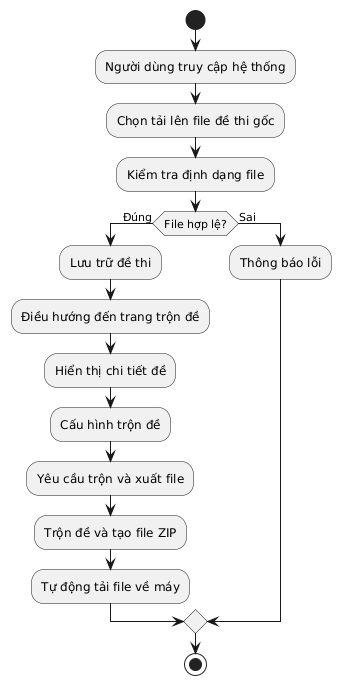 Người dùng truy cập hệ thống
Chọn tải lên file đề thi gốc
Kiểm tra định dạng file
Đúng
File hợp lệ?
Sai
Lưu trữ đề thi
Thông báo lỗi
Điều hướng đến trang trộn đề
Hiển thị chi tiết đề
Cấu hình trộn đề
Yêu cầu trộn và xuất file
Trộn đề và tạo file ZIP
Tự động tải file về máy